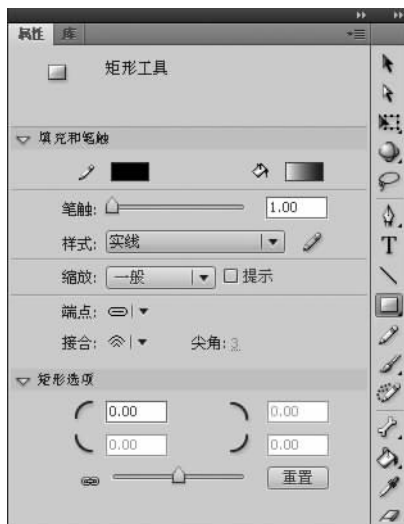 属性 库
矩形工具
填充和笔触
笔触: 1.00
样式: 实线
缩放: 一般 提示
端点:
接合: 尖角: 3
矩形选项
0.00 0.00
0.00 0.00
重置
T